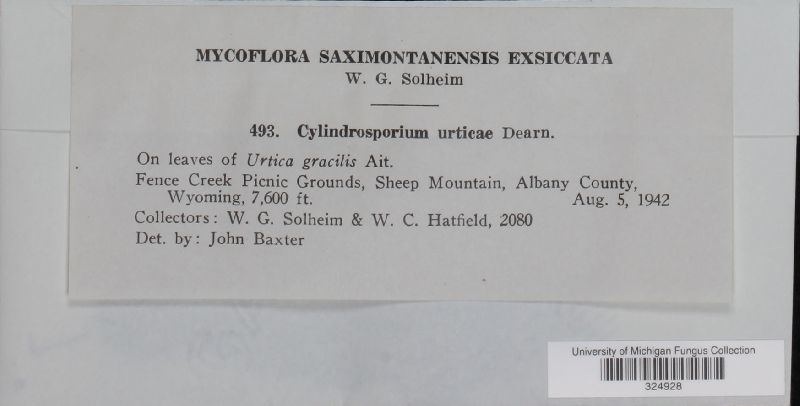 MYCOFLORA SAXIMONTANENSIS EXSICCATA
W. G. Solheim
493. Cylindrosporium urticae Dearn.
On leaves of Urtica gracilis Ait.
Fence Creek Picnic Grounds, Sheep Mountain, Albany County,
Wyoming, 7,600 ft. Aug. 5, 1942
Collectors: W. G. Solheim & W. C. Hatfield, 2080
Det. by: John Baxter
University of Michigan Fungus Collection
324928